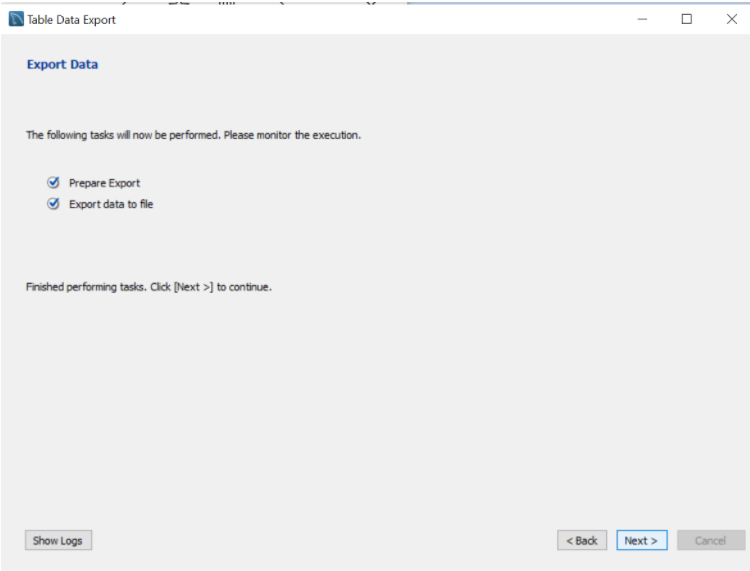 Table Data Export
Export Data
The following tasks will now be performed. Please monitor the execution.
Prepare Export
Export data to file
Finished performing tasks. Click [Next >] to continue.
Show Logs
< Back
Next >
Cancel